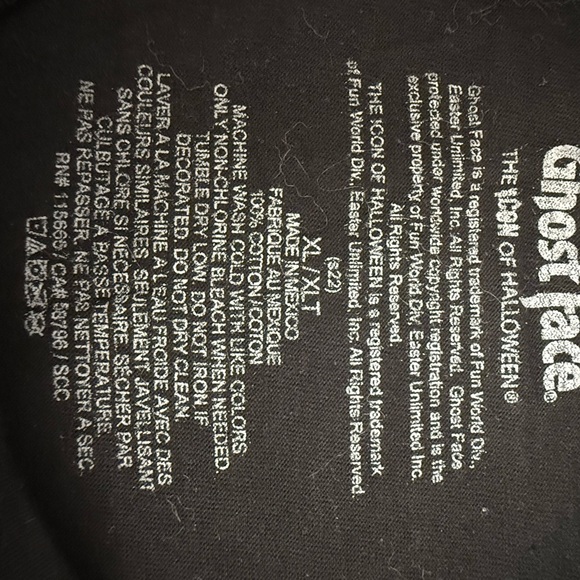 Ghost Face®
THE ICON OF HALLOWEEN®
Ghost Face is a registered trademark of Fun World Div.,
Easter Unlimited, Inc. All Rights Reserved. Ghost Face
protected under worldwide copyright registration and is the
exclusive property of Fun World Div, Easter Unlimited Inc.
All Rights Reserved.
THE ICON OF HALLOWEEN is a registered trademark
of Fun World Div., Easter Unlimited, Inc. All Rights Reserved.
(s22)
XL / XLT
MADE IN MEXICO
FABRIQUE AU MEXIQUE
100% COTTON / COTON
MACHINE WASH COLD WITH LIKE COLORS
ONLY NON-CHLORINE BLEACH WHEN NEEDED.
TUMBLE DRY LOW. DO NOT IRON IF
DECORATED. DO NOT DRY CLEAN.
LAVER A LA MACHINE A L'EAU FROIDE AVEC DES
COULEURS SIMILAIRES. SEULEMENT JAVELLISANT
SANS CHLORE SI NECESSAIRE. SÉCHER PAR
CULBUTAGE A BASSE TEMPERATURE.
NE PAS REPASSER. NE PAS NETTOYER A SEC.
/ SCC